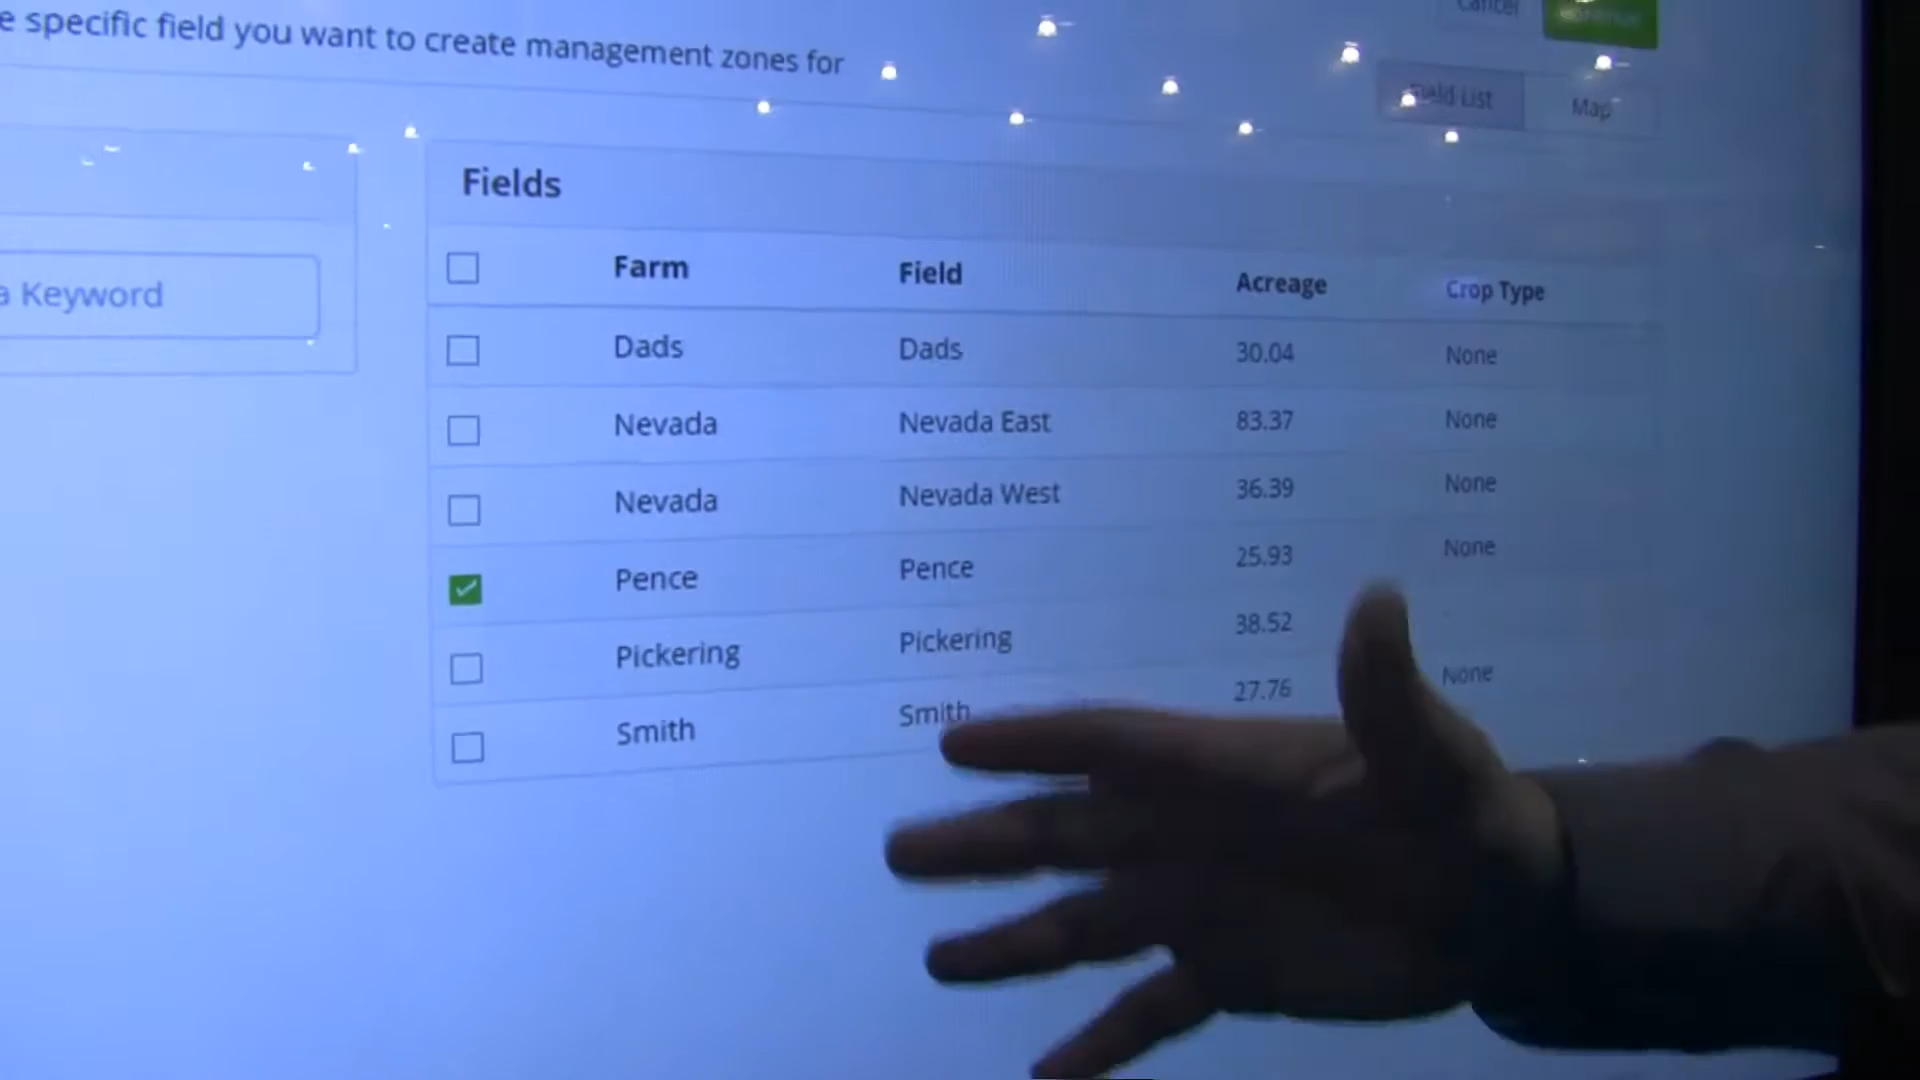 Cancel
e specific field you want to create management zones for
Field List Map
Fields
a Keyword
Farm Field Acreage Crop Type
Dads Dads 30.04 None
Nevada Nevada East 83.37 None
Nevada Nevada West 36.39 None
Pence Pence 25.93 None
Pickering Pickering 38.52
Smith Smith 27.76 None